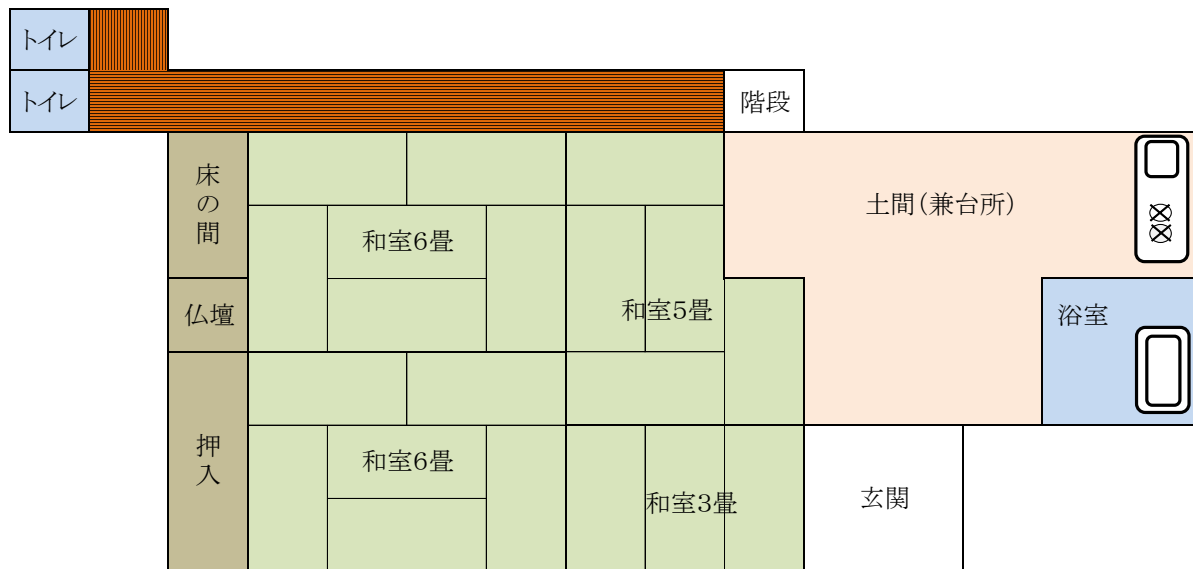 トイレ
トイレ
階段
床の間
土間(兼台所)
和室6畳
仏壇
和室5畳
浴室
押入
和室6畳
和室3畳
玄関